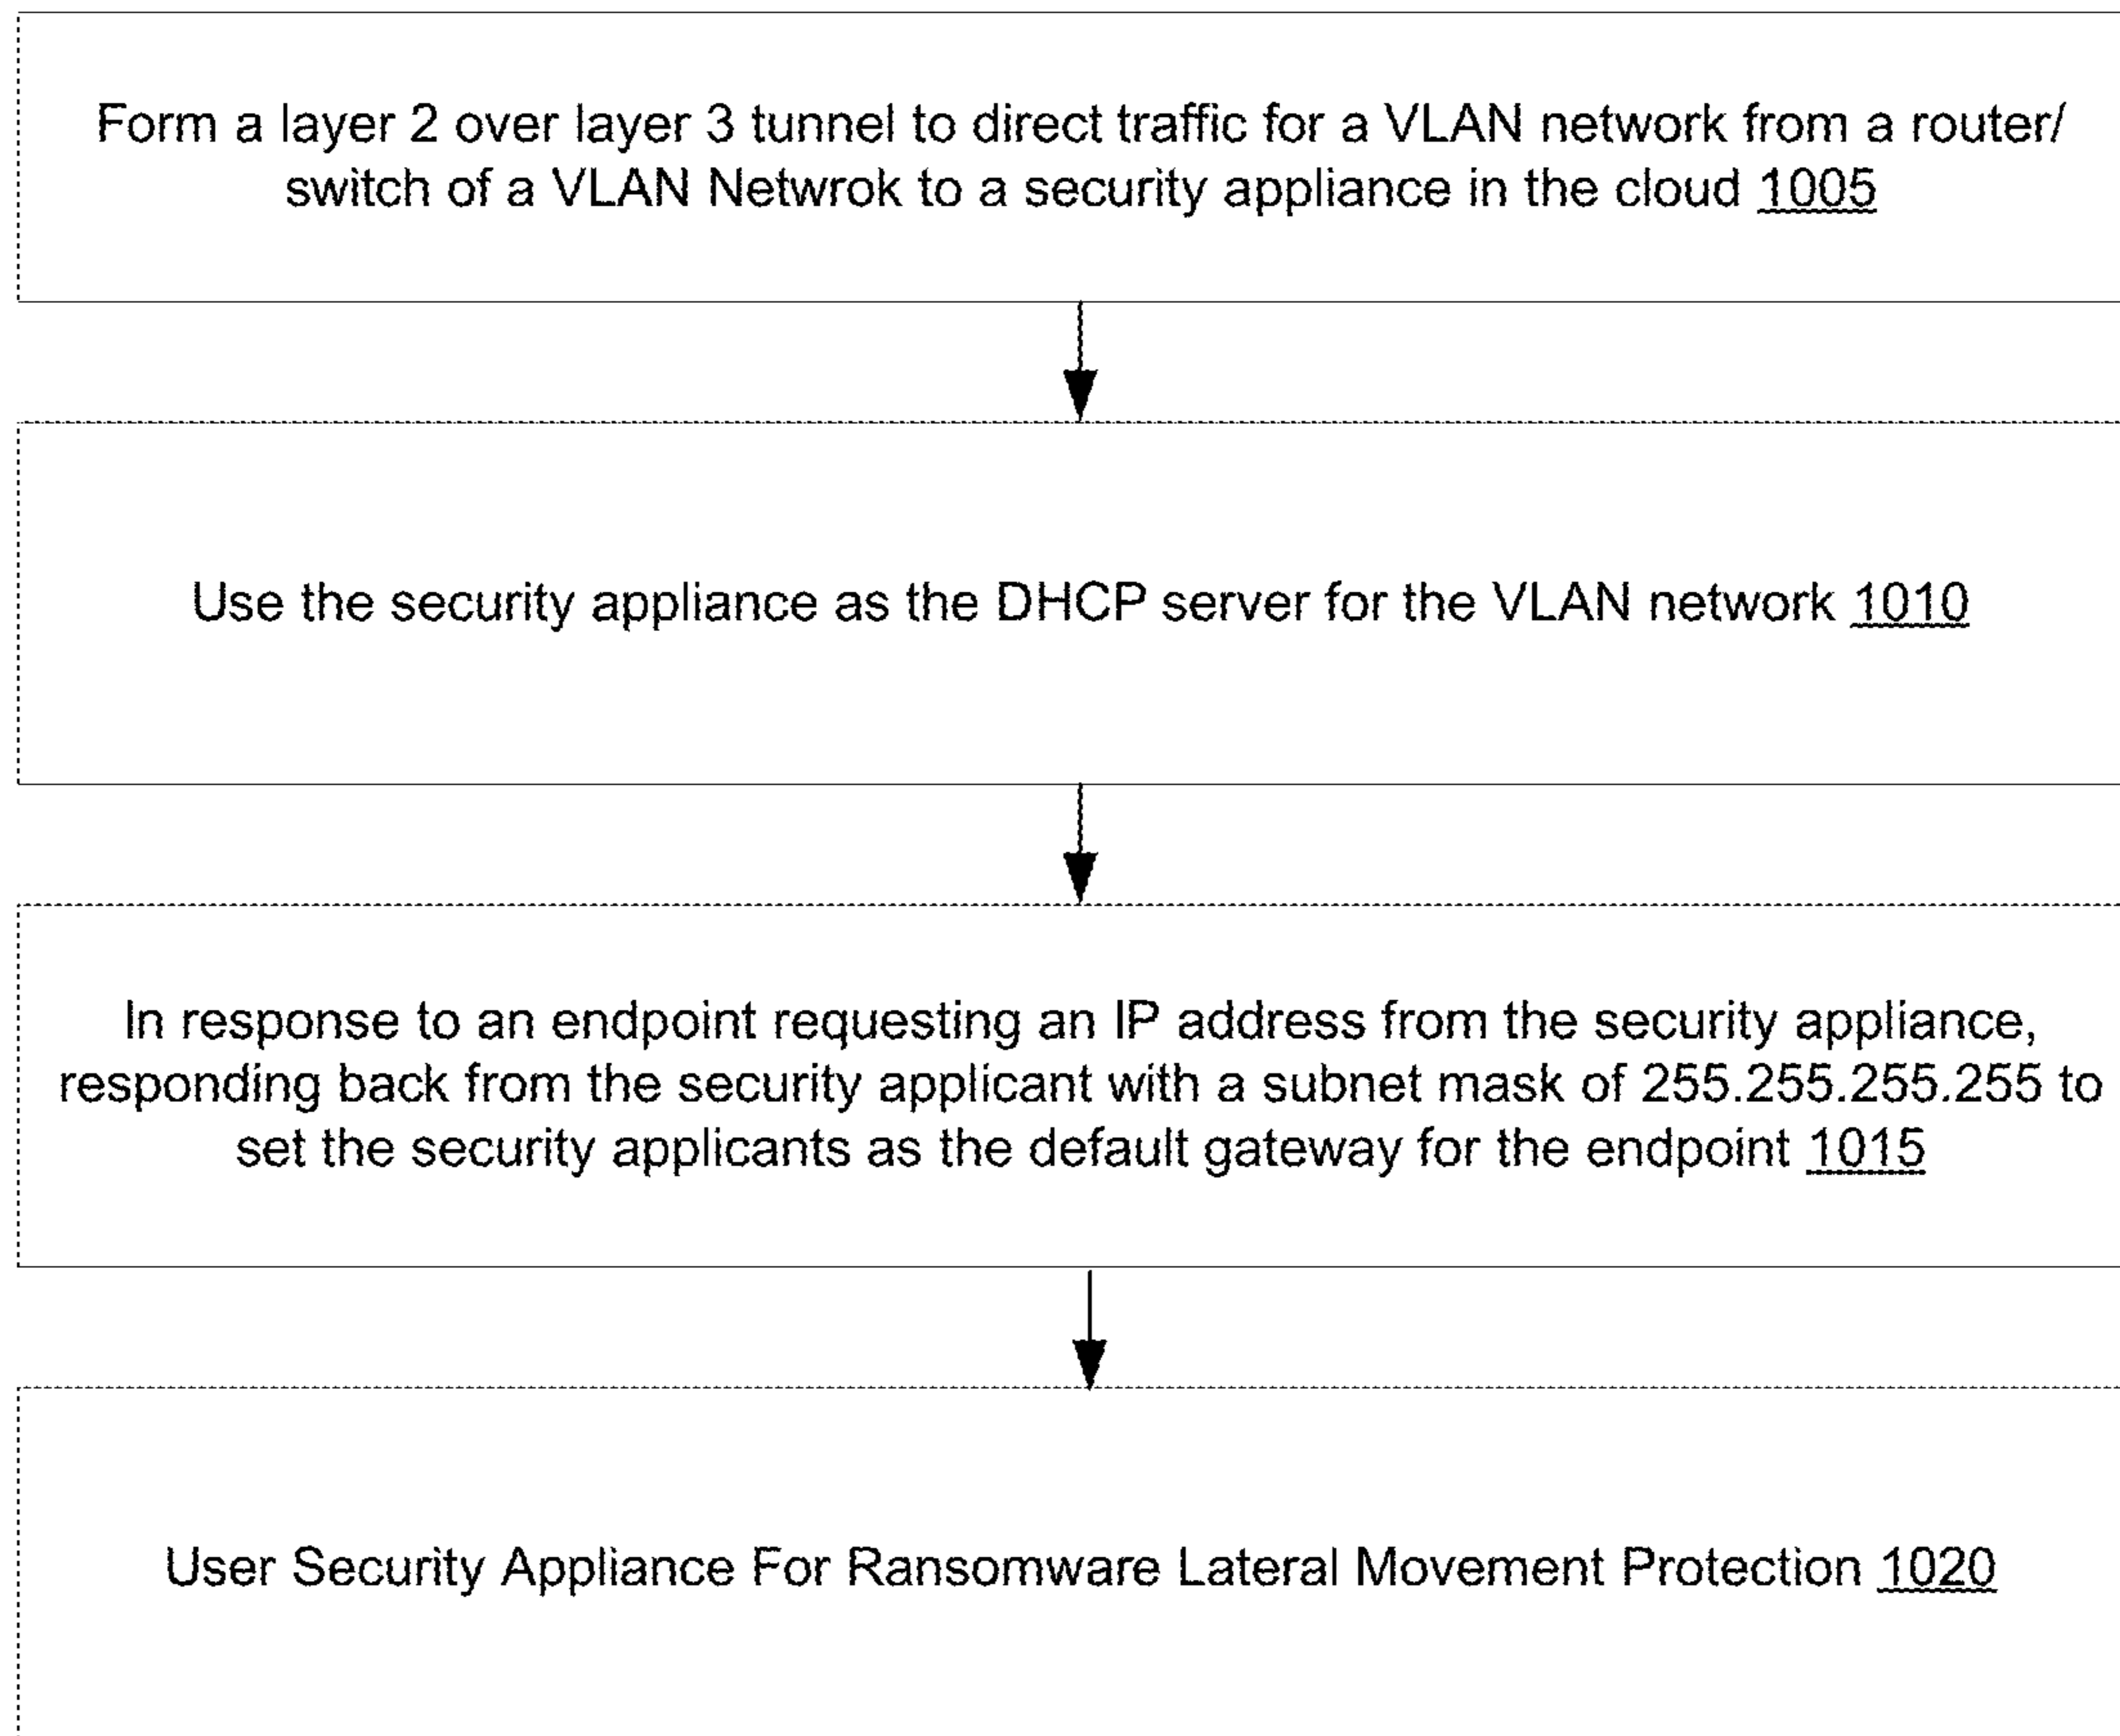 Form a layer 2 over layer 3 tunnel to direct traffic for a VLAN network from a router/
switch of a VLAN Netwrok to a security appliance in the cloud 1005
Use the security appliance as the DHCP server for the VLAN network 1010
In response to an endpoint requesting an IP address from the security appliance,
responding back from the security applicant with a subnet mask of 255.255.255.255 to
set the security applicants as the default gateway for the endpoint 1015
User Security Appliance For Ransomware Lateral Movement Protection 1020